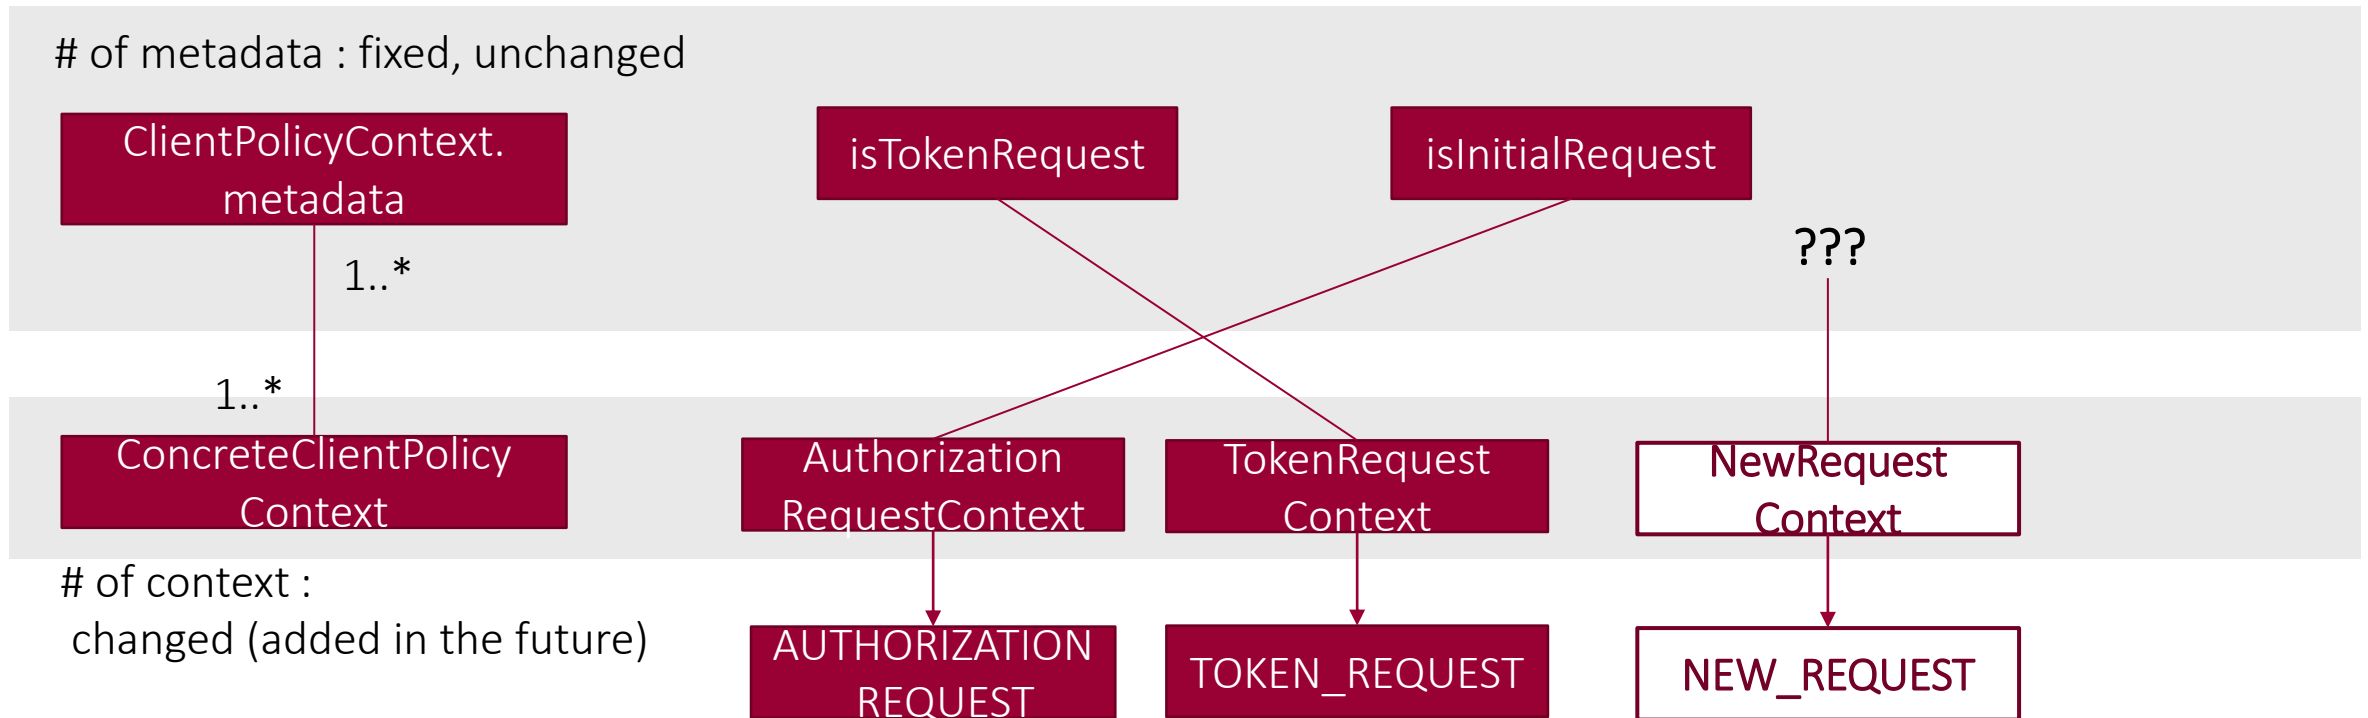 # of metadata : fixed, unchanged
ClientPolicyContext.
metadata
isTokenRequest
isInitialRequest
???
1..*
1..*
ConcreteClientPolicy
Context
Authorization
RequestContext
TokenRequest
Context
NewRequest
Context
# of context :
changed (added in the future)
AUTHORIZATION
REQUEST
TOKEN_REQUEST
NEW_REQUEST